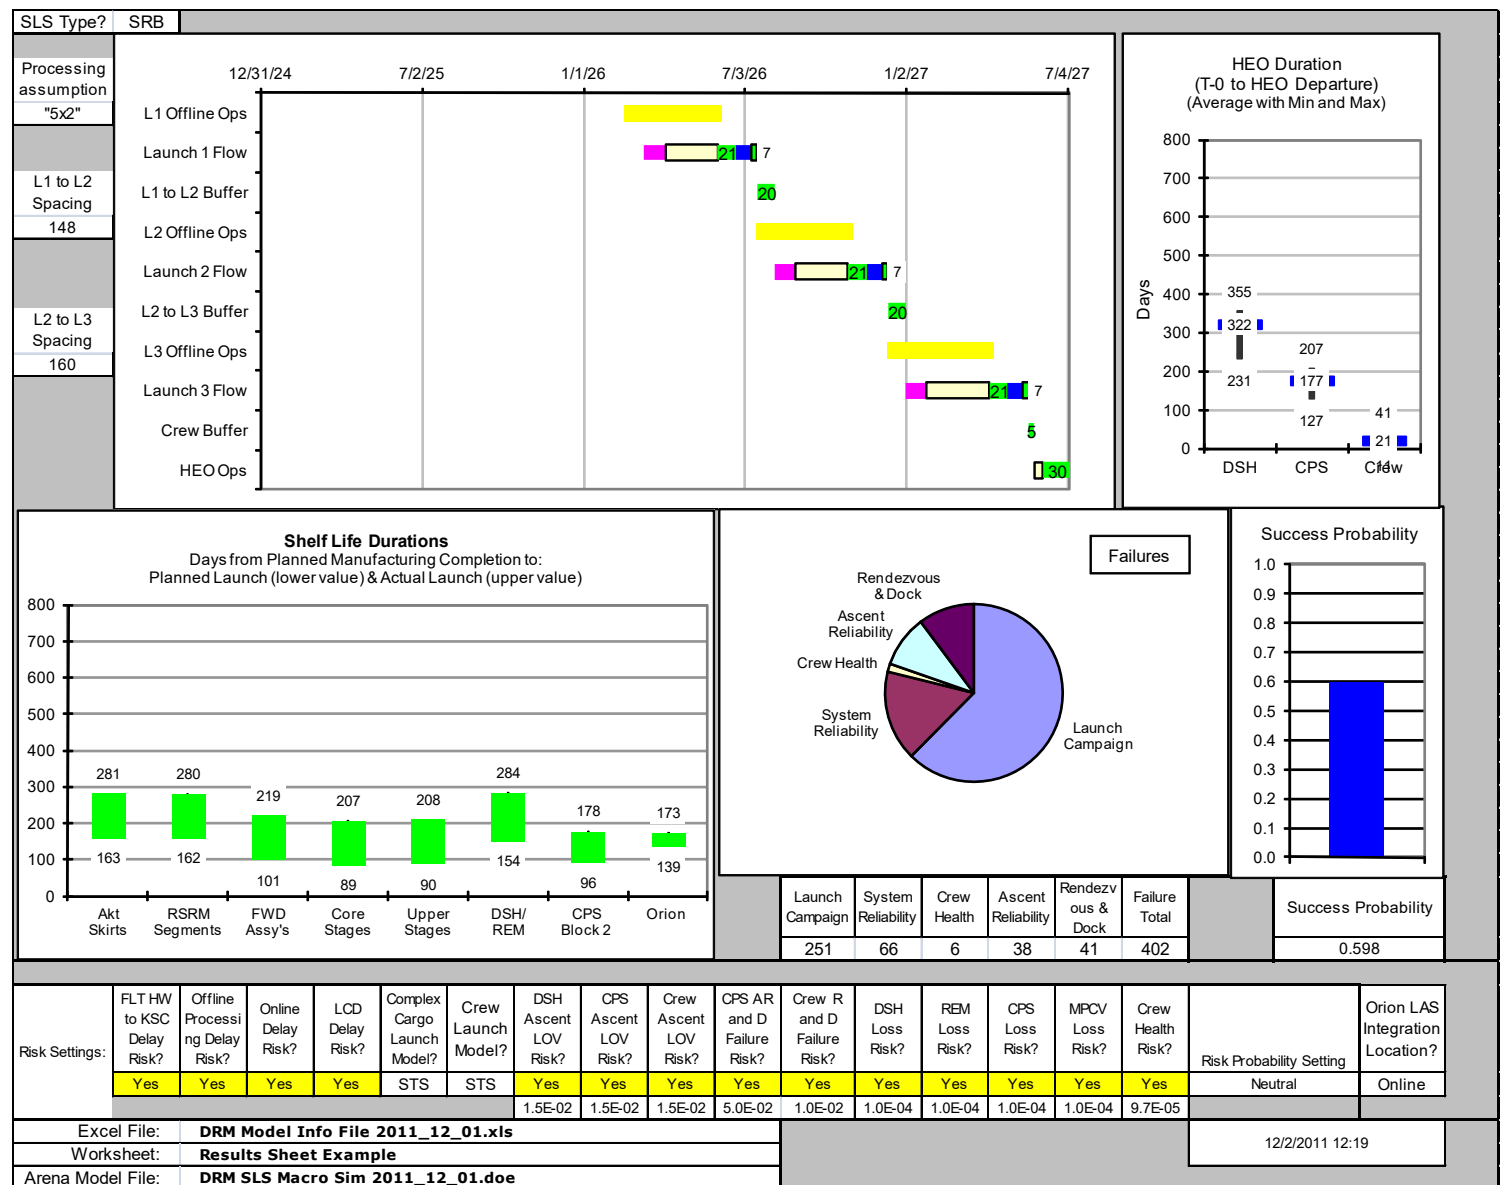 SLS Type? SRB
Processing
assumption
"5x2"
L1 to L2
Spacing
148
L2 to L3
Spacing
160
12/31/24 7/2/25 1/1/26 7/3/26 1/2/27 7/4/27
L1 Offline Ops
Launch 1 Flow 21 7
L1 to L2 Buffer 20
L2 Offline Ops
Launch 2 Flow 21 7
L2 to L3 Buffer 20
L3 Offline Ops
Launch 3 Flow 21 7
Crew Buffer 5
HEO Ops 30
HEO Duration
(T-0 to HEO Departure)
(Average with Min and Max)
Days
800
700
600
500
400
300
200
100
0
355
322
231
207
177
127
41
21
14
DSH CPS Crew
Shelf Life Durations
Days from Planned Manufacturing Completion to:
Planned Launch (lower value) & Actual Launch (upper value)
800
700
600
500
400
300
200
100
0
281 280 219 207 208 284 178 173
163 162 101 89 90 154 96 139
Akt
Skirts
RSRM
Segments
FWD
Assy's
Core
Stages
Upper
Stages
DSH/
REM
CPS
Block 2
Orion
Failures
Rendezvous
& Dock
Ascent
Reliability
Crew Health
System
Reliability
Launch
Campaign
Success Probability
1.0
0.9
0.8
0.7
0.6
0.5
0.4
0.3
0.2
0.1
0.0
Launch
Campaign
System
Reliability
Crew
Health
Ascent
Reliability
Rendezv
ous &
Dock
Failure
Total
251 66 6 38 41 402
Success Probability
0.598
Risk Settings:
FLT HW
to KSC
Delay
Risk?
Offline
Processi
ng Delay
Risk?
Online
Delay
Risk?
LCD
Delay
Risk?
Complex
Cargo
Launch
Model?
Crew
Launch
Model?
DSH
Ascent
LOV
Risk?
CPS
Ascent
LOV
Risk?
Crew
Ascent
LOV
Risk?
CPS AR
and D
Failure
Risk?
Crew R
and D
Failure
Risk?
DSH
Loss
Risk?
REM
Loss
Risk?
CPS
Loss
Risk?
MPCV
Loss
Risk?
Crew
Health
Risk?
Risk Probability Setting
Orion LAS
Integration
Location?
Yes Yes Yes Yes STS STS Yes Yes Yes Yes Yes Yes Yes Yes Yes Yes Neutral Online
1.5E-02 1.5E-02 1.5E-02 5.0E-02 1.0E-02 1.0E-04 1.0E-04 1.0E-04 1.0E-04 9.7E-05
Excel File: DRM Model Info File 2011_12_01.xls
Worksheet: Results Sheet Example
Arena Model File: DRM SLS Macro Sim 2011_12_01.doe
12/2/2011 12:19